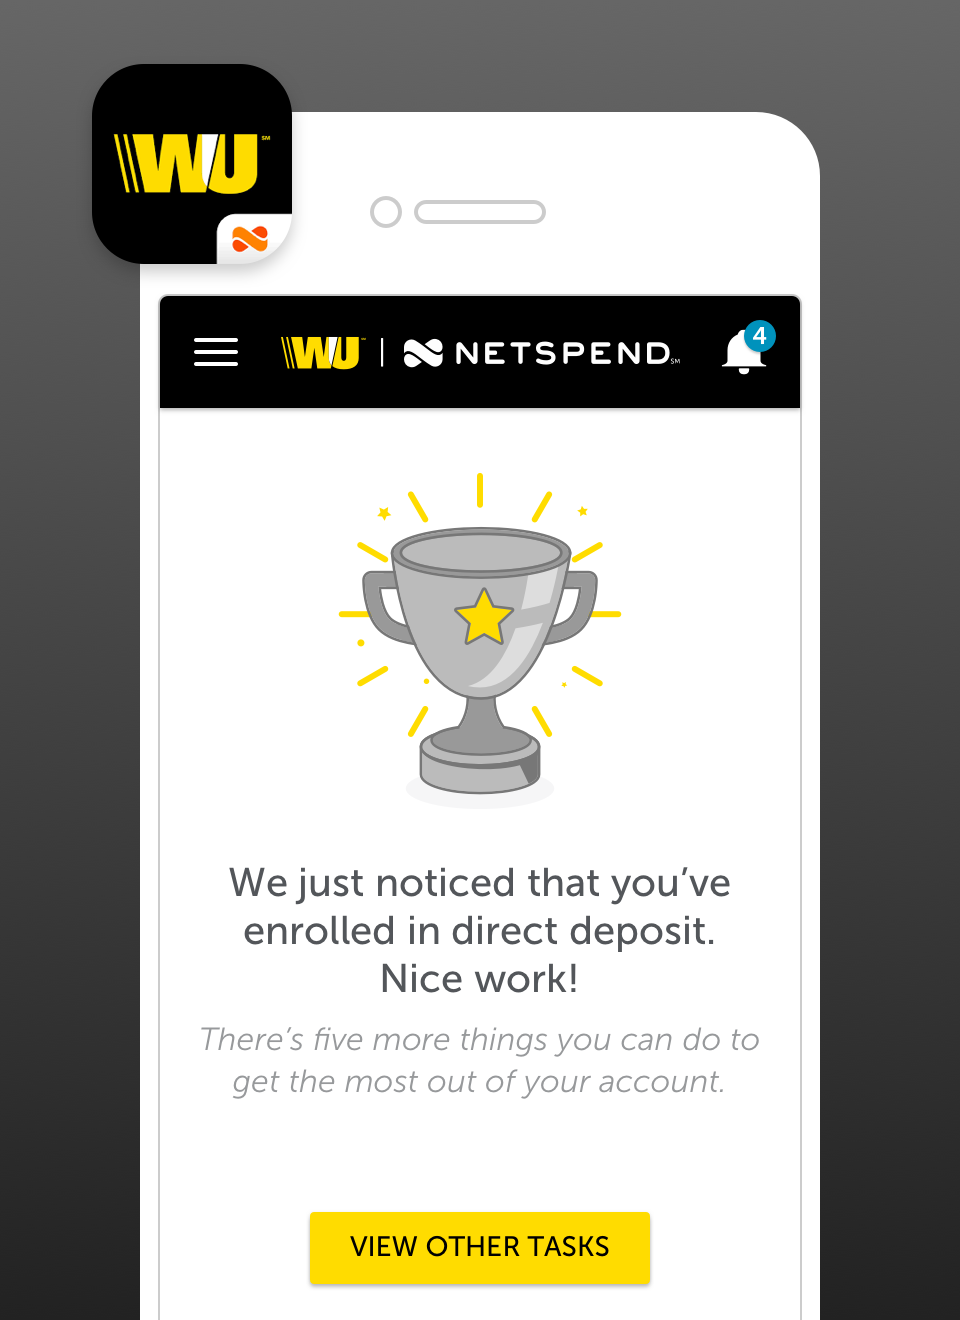 WU SM
WU | NETSPEND SM
4
We just noticed that you’ve
enrolled in direct deposit.
Nice work!
There’s five more things you can do to
get the most out of your account.
VIEW OTHER TASKS